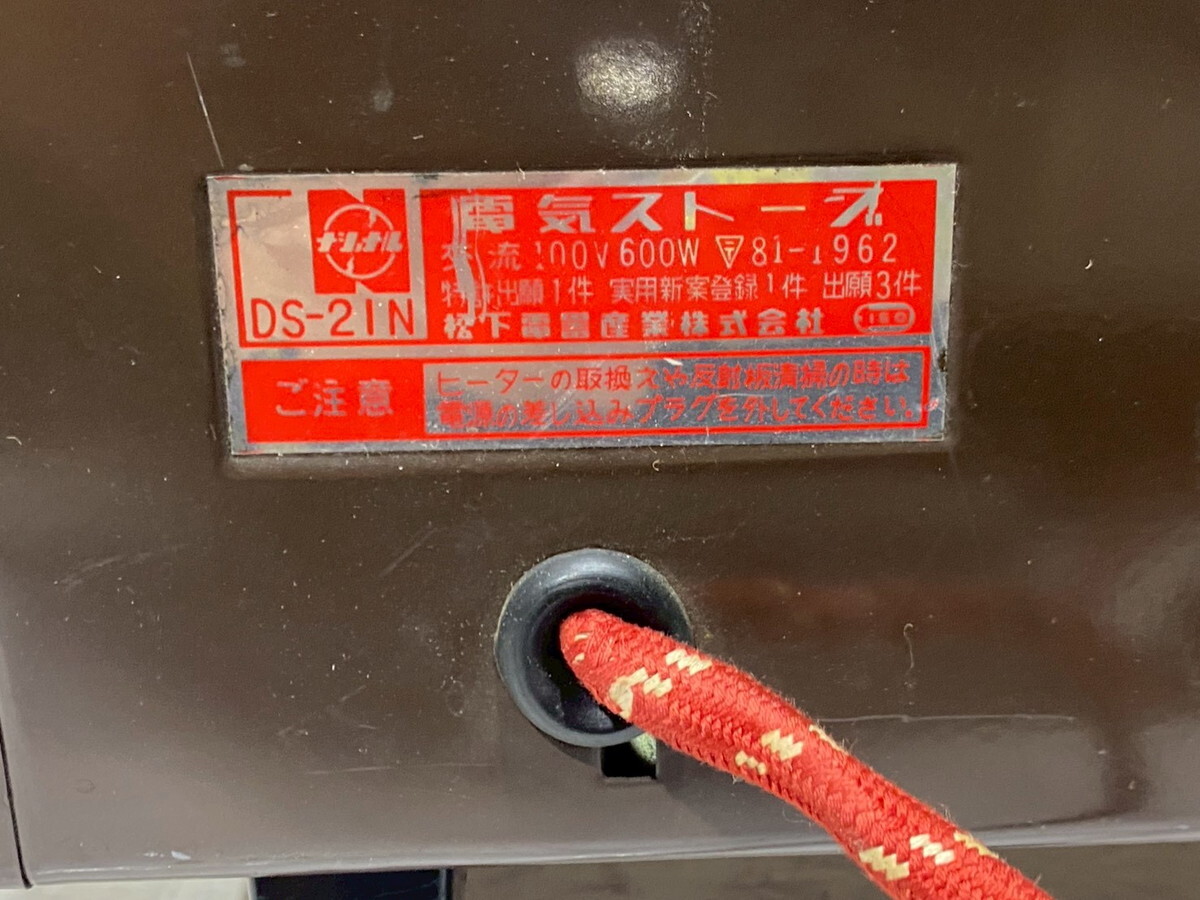 ナショナル
DS-21N
電気ストーブ
交流 100V 600W 〒 81-1962
特許出願1件 実用新案登録1件 出願3件
松下電器産業株式会社
ご注意
ヒーターの取換えや反射板清掃の時は
電源の差し込みプラグを外してください。